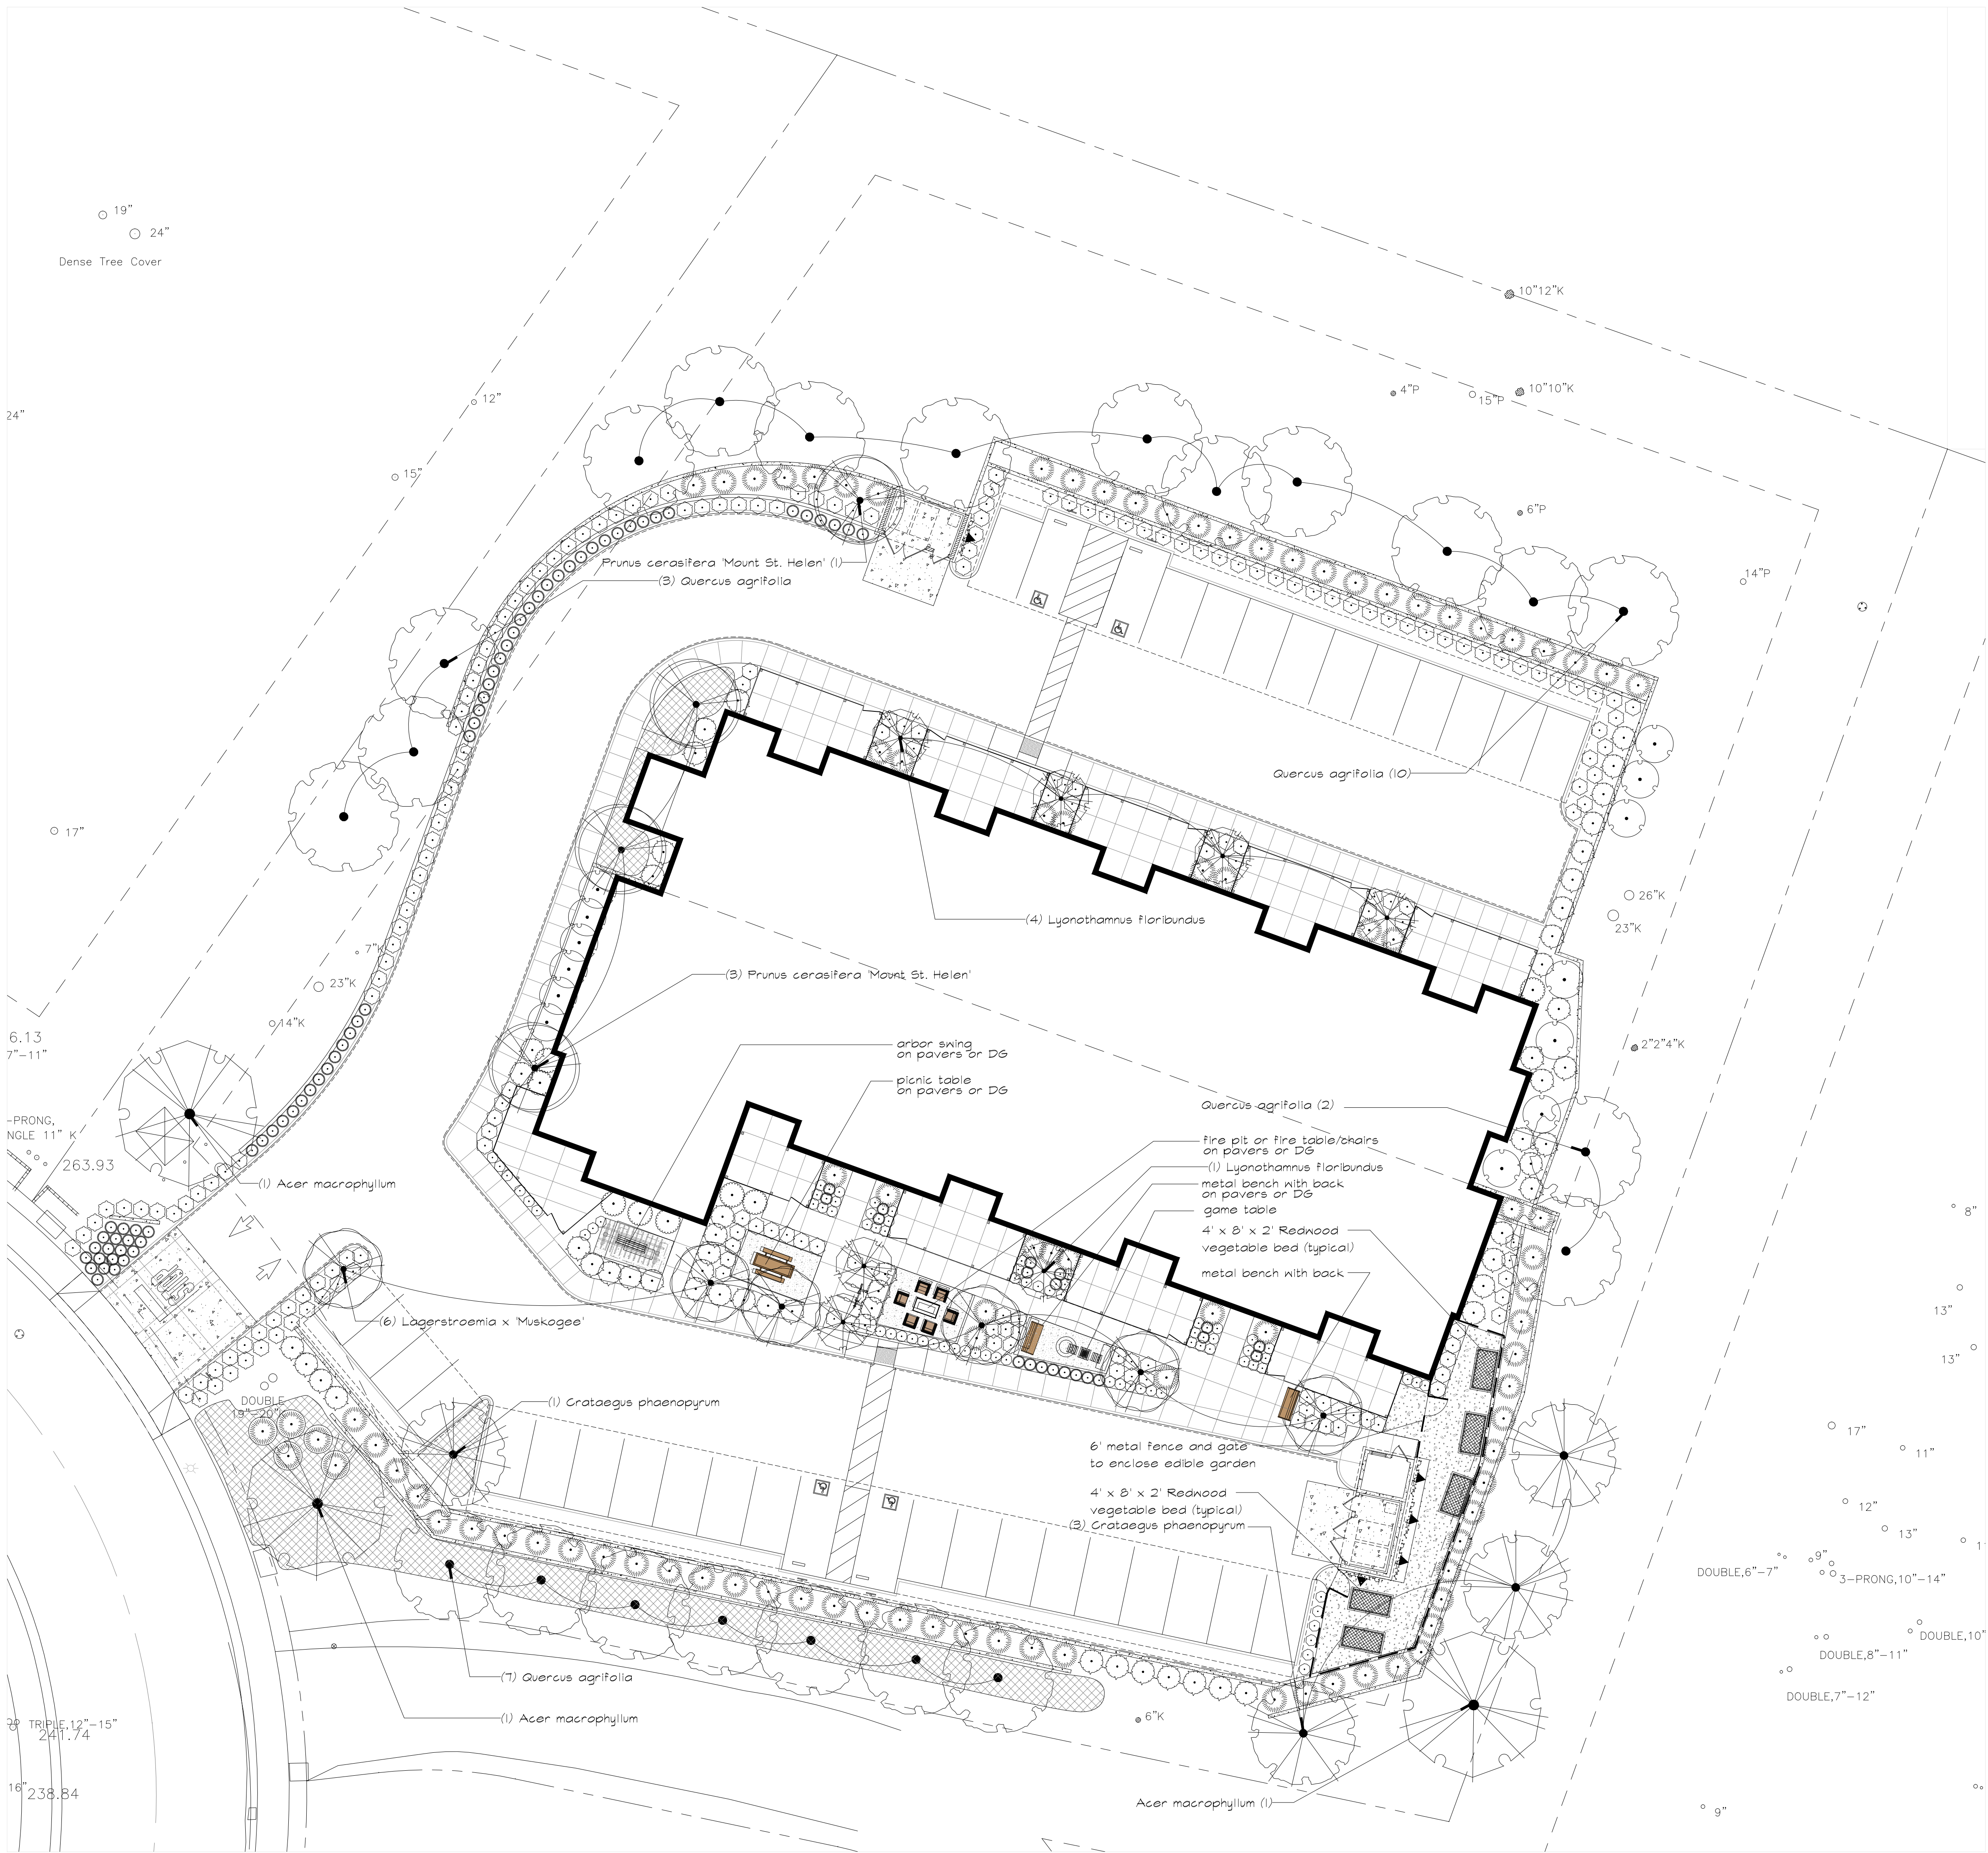 19"
24"
Dense Tree Cover
10"12"K
12"
4"P
15"P
10"10"K
24"
15"
6"P
Prunus cerasifera 'Mount St. Helen' (1)
(3) Quercus agrifolia
14"P
Quercus agrifolia (10)
17"
26"K
23"K
(4) Lyonothamnus floribundus
7"K
(3) Prunus cerasifera 'Mount St. Helen'
23"K
14"K
6.13
7"-11"
arbor swing
on pavers or DG
2"2"4"K
picnic table
on pavers or DG
Quercus agrifolia (2)
-PRONG,
NGLE 11" K
fire pit or fire table/chairs
on pavers or DG
263.93
(1) Lyonothamnus floribundus
(1) Acer macrophyllum
metal bench with back
on pavers or DG
game table
8"
4' x 8' x 2' Redwood
vegetable bed (typical)
metal bench with back
13"
(6) Lagerstroemia x 'Muskogee'
13"
DOUBLE
19"-20"K
(1) Crataegus phaenopyrum
17"
11"
6' metal fence and gate
to enclose edible garden
4' x 8' x 2' Redwood
vegetable bed (typical)
12"
(3) Crataegus phaenopyrum
13"
1
9"
DOUBLE,6"-7"
3-PRONG,10"-14"
DOUBLE,10"
DOUBLE,8"-11"
(7) Quercus agrifolia
DOUBLE,7"-12"
(1) Acer macrophyllum
6"K
TRIPLE,12"-15"
241.74
16"
238.84
Acer macrophyllum (1)
9"